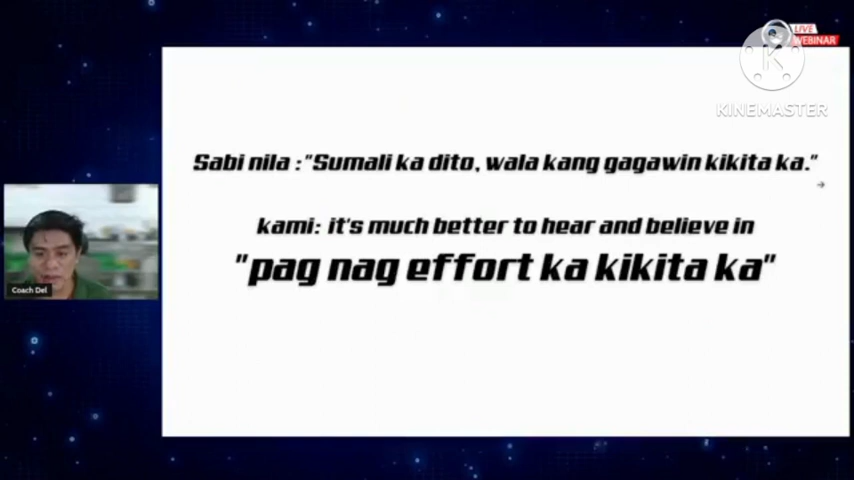 LIVE
WEBINAR
K
KINEMASTER
Sabi nila :"Sumali ka dito, wala kang gagawin kikita ka."
kami: it's much better to hear and believe in
"pag nag effort ka kikita ka"
Coach Del